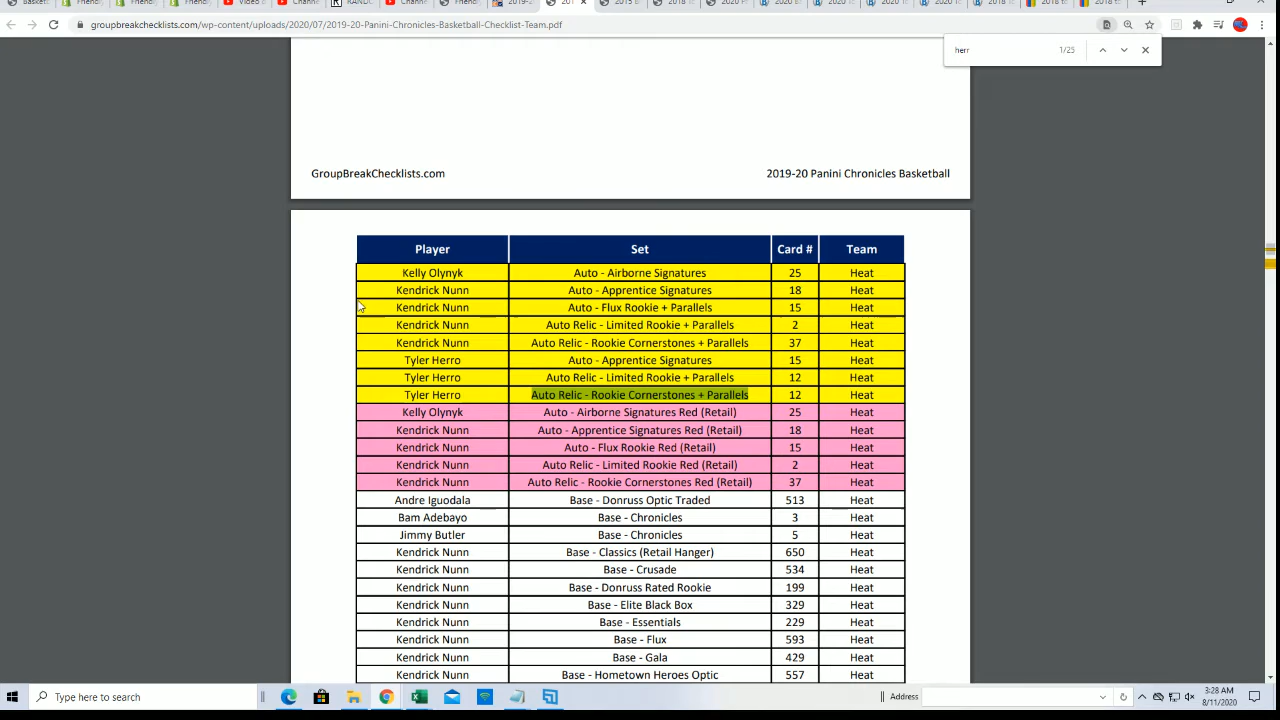 groupbreakchecklists.com/wp-content/uploads/2020/07/2019-20-Panini-Chronicles-Basketball-Checklist-Team.pdf
herr 1/25
GroupBreakChecklists.com 2019-20 Panini Chronicles Basketball
Player Set Card # Team
Kelly Olynyk Auto - Airborne Signatures 25 Heat
Kendrick Nunn Auto - Apprentice Signatures 18 Heat
Kendrick Nunn Auto - Flux Rookie + Parallels 15 Heat
Kendrick Nunn Auto Relic - Limited Rookie + Parallels 2 Heat
Kendrick Nunn Auto Relic - Rookie Cornerstones + Parallels 37 Heat
Tyler Herro Auto - Apprentice Signatures 15 Heat
Tyler Herro Auto Relic - Limited Rookie + Parallels 12 Heat
Tyler Herro Auto Relic - Rookie Cornerstones + Parallels 12 Heat
Kelly Olynyk Auto - Airborne Signatures Red (Retail) 25 Heat
Kendrick Nunn Auto - Apprentice Signatures Red (Retail) 18 Heat
Kendrick Nunn Auto - Flux Rookie Red (Retail) 15 Heat
Kendrick Nunn Auto Relic - Limited Rookie Red (Retail) 2 Heat
Kendrick Nunn Auto Relic - Rookie Cornerstones Red (Retail) 37 Heat
Andre Iguodala Base - Donruss Optic Traded 513 Heat
Bam Adebayo Base - Chronicles 3 Heat
Jimmy Butler Base - Chronicles 5 Heat
Kendrick Nunn Base - Classics (Retail Hanger) 650 Heat
Kendrick Nunn Base - Crusade 534 Heat
Kendrick Nunn Base - Donruss Rated Rookie 199 Heat
Kendrick Nunn Base - Elite Black Box 329 Heat
Kendrick Nunn Base - Essentials 229 Heat
Kendrick Nunn Base - Flux 593 Heat
Kendrick Nunn Base - Gala 429 Heat
Kendrick Nunn Base - Hometown Heroes Optic 557 Heat
Type here to search
Address
3:28 AM
8/11/2020